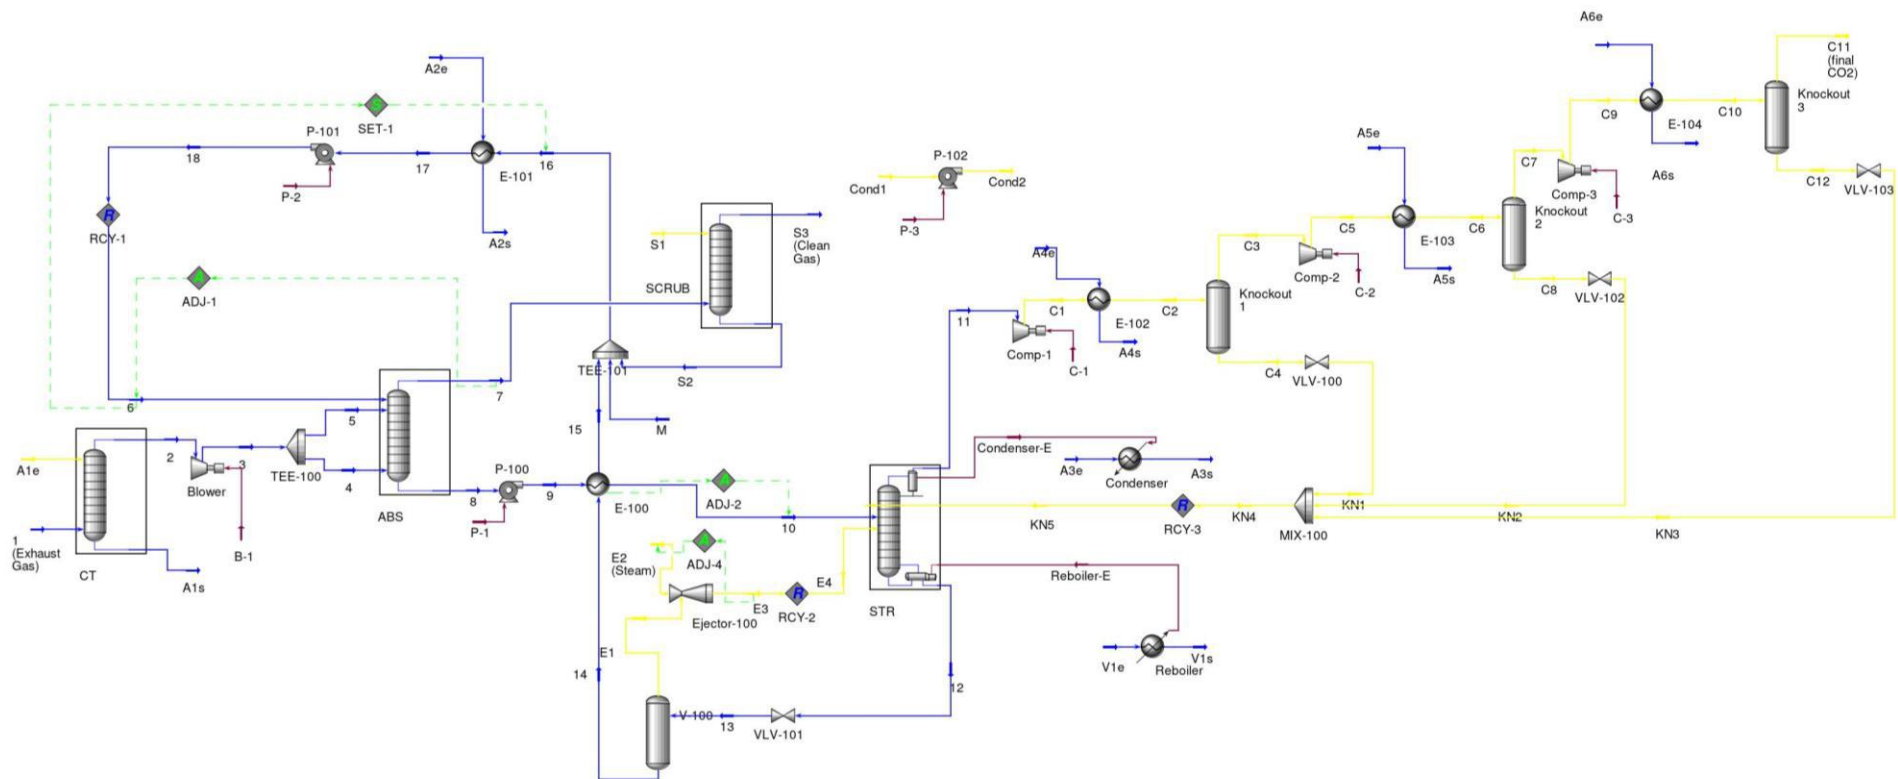 A6e
C11
(final
CO2)
A2e
Knockout
3
C9
C10
E-104
SET-1
P-101
A5e
P-102
18
17
16
E-101
C7
A6s
C12
VLV-103
Comp-3
Cond1
Cond2
P-2
C-3
Knockout
2
P-3
RCY-1
A2s
S1
S3
(Clean
Gas)
C5
C6
E-103
C3
A4e
ADJ-1
SCRUB
Comp-2
C-2
A5s
C8
VLV-102
Knockout
1
11
C1
C2
E-102
Comp-1
A4s
C-1
TEE-101
S2
C4
VLV-100
7
6
5
15
M
Condenser-E
A1e
2
3
Blower
TEE-100
4
A3e
A3s
Condenser
P-100
8
9
ABS
E-100
ADJ-2
10
P-1
KN5
RCY-3
KN4
KN1
MIX-100
KN2
KN3
1
(Exhaust
Gas)
CT
B-1
A1s
E2
(Steam)
ADJ-4
E4
E3
RCY-2
Ejector-100
STR
Reboiler-E
E1
V1e
V1s
Reboiler
14
12
V-100
13
VLV-101
S
R
A
A
A
R
R